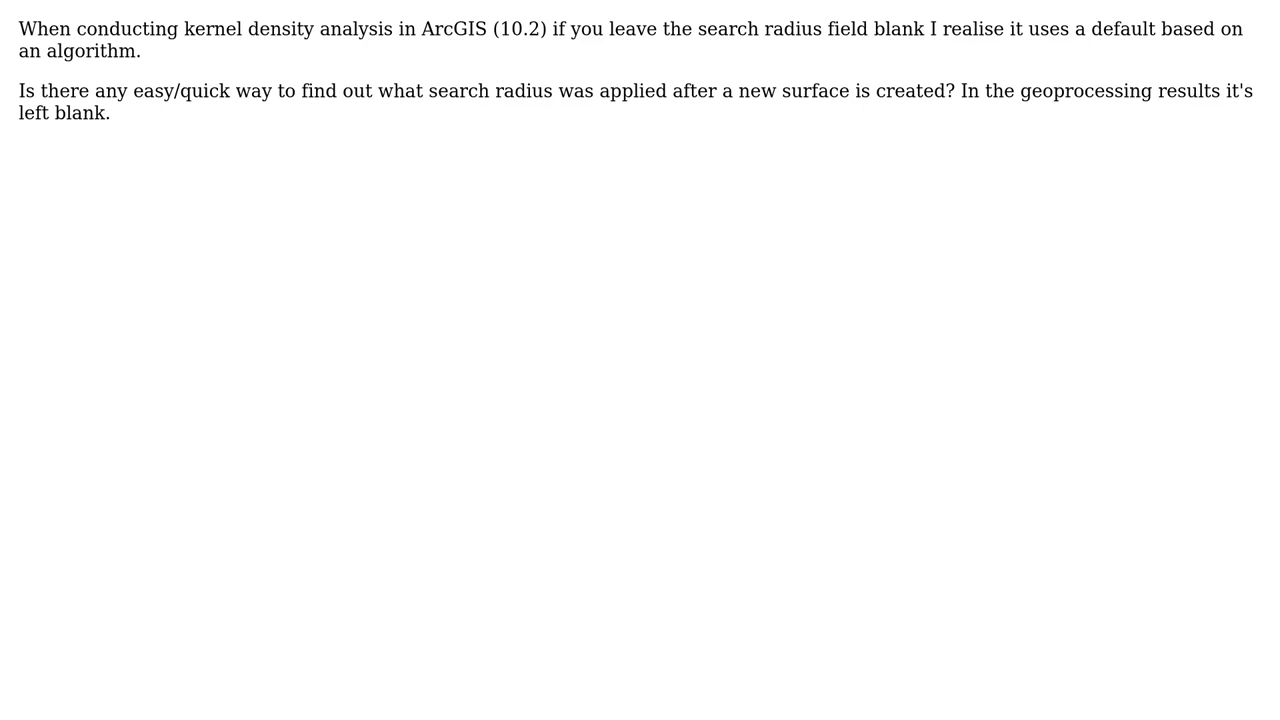 When conducting kernel density analysis in ArcGIS (10.2) if you leave the search radius field blank I realise it uses a default based on
an algorithm.
Is there any easy/quick way to find out what search radius was applied after a new surface is created? In the geoprocessing results it's
left blank.